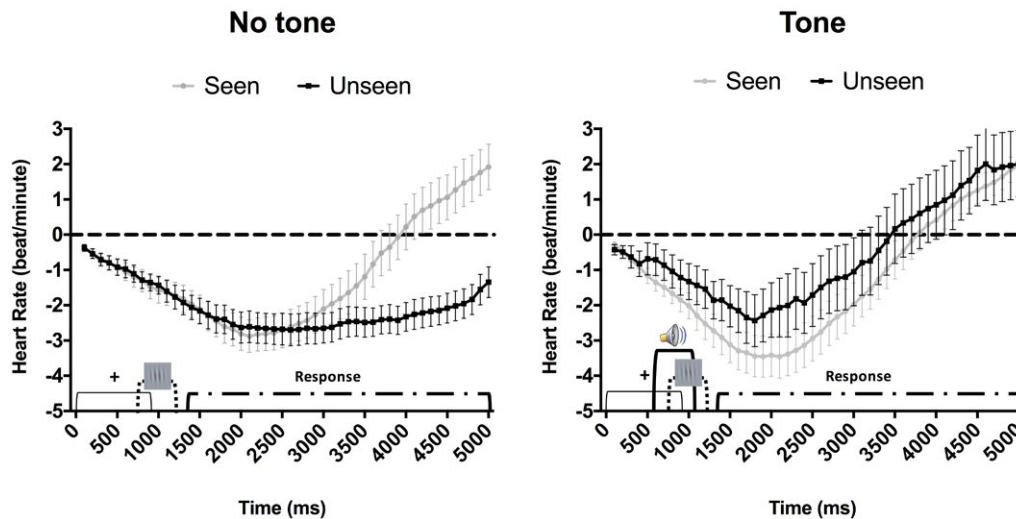 No tone
Seen Unseen
Heart Rate (beat/minute)
3
2
1
0
-1
-2
-3
-4
-5
+
Response
0 500 1000 1500 2000 2500 3000 3500 4000 4500 5000
Time (ms)
Tone
Seen Unseen
Heart Rate (beat/minute)
3
2
1
0
-1
-2
-3
-4
-5
+
Response
0 500 1000 1500 2000 2500 3000 3500 4000 4500 5000
Time (ms)